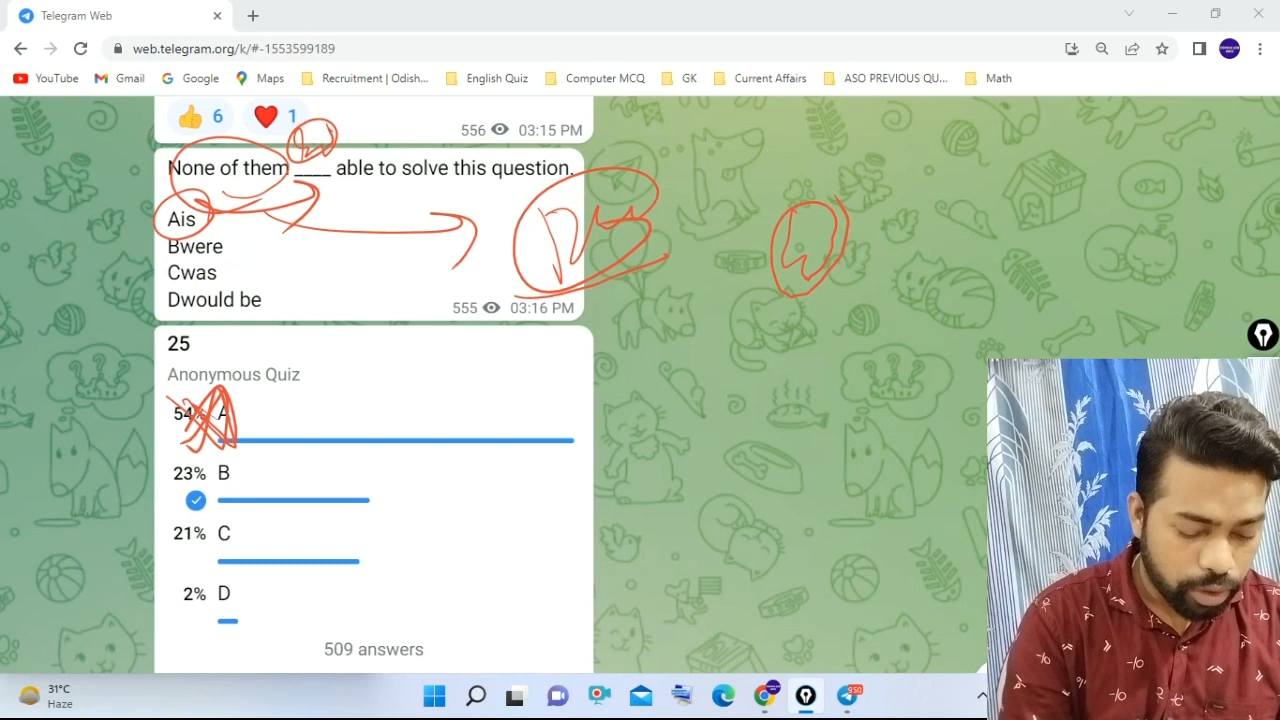 Telegram Web
web.telegram.org/k/#-1553599189
YouTube Gmail Google Maps Recruitment | Odish... English Quiz Computer MCQ GK Current Affairs ASO PREVIOUS QU... Math
6 1
556 03:15 PM
None of them ____ able to solve this question.
Ais
Bwere
Cwas
Dwould be
555 03:16 PM
25
Anonymous Quiz
54% A
23% B
21% C
2% D
509 answers
31°C
Haze
950